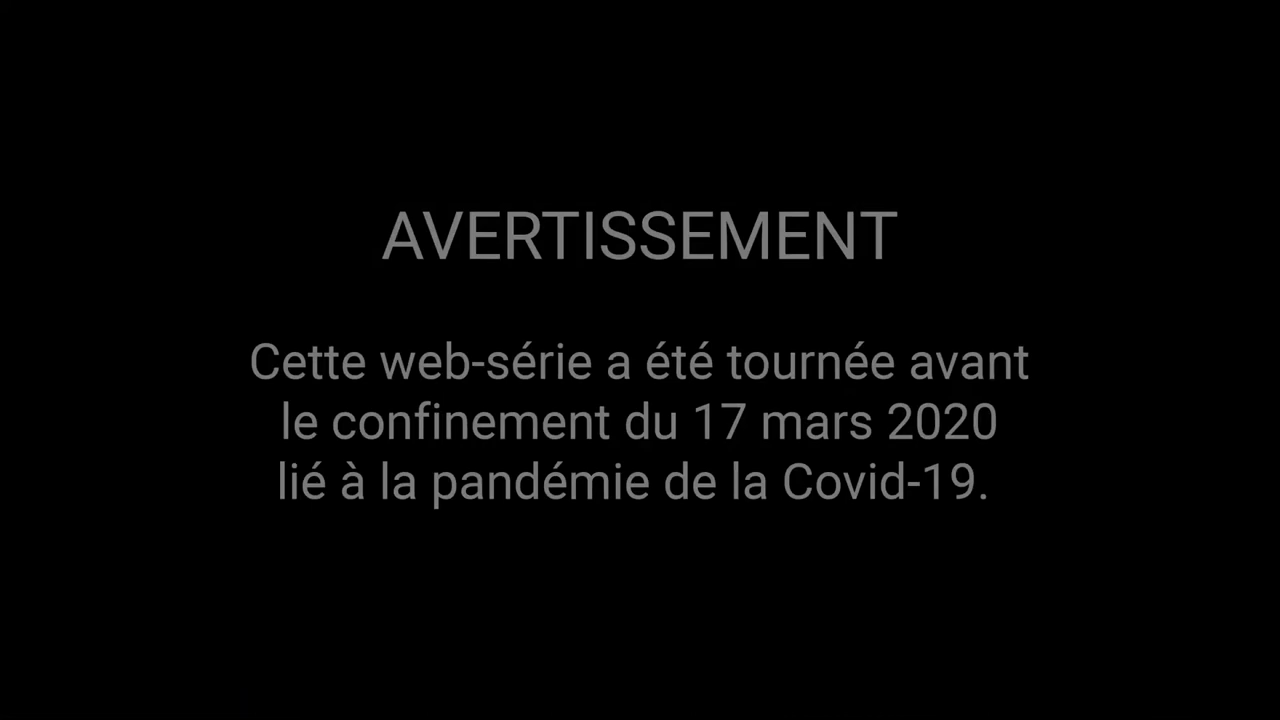 AVERTISSEMENT
Cette web-série a été tournée avant
le confinement du 17 mars 2020
lié à la pandémie de la Covid-19.